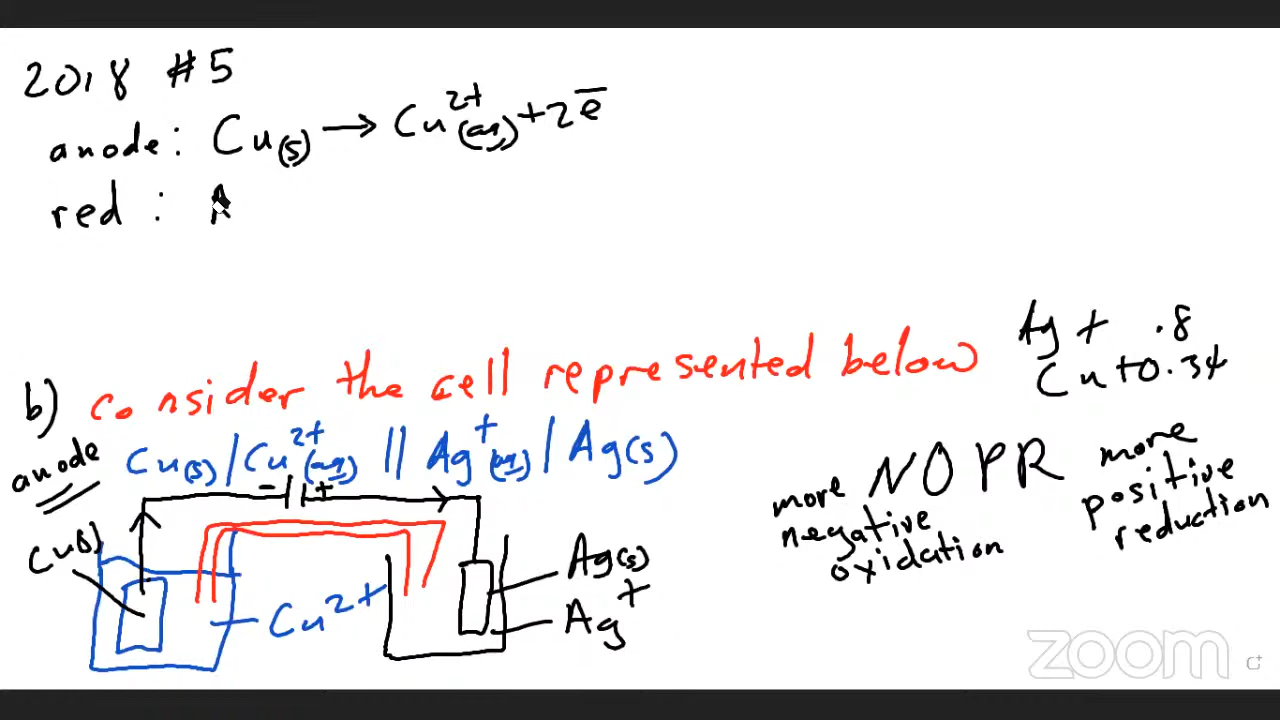 2018 #5
anode: Cu(s) → Cu²⁺(aq) + 2e⁻
red : A
Ag + .8
Cu +0.34
b) consider the cell represented below
Cu(s) / Cu²⁺(aq) // Ag⁺(aq) / Ag(s)
anode
- +
Cu(s)
Cu²⁺
Ag(s)
Ag⁺
NOPR
more
negative
oxidation
more
positive
reduction
zoom